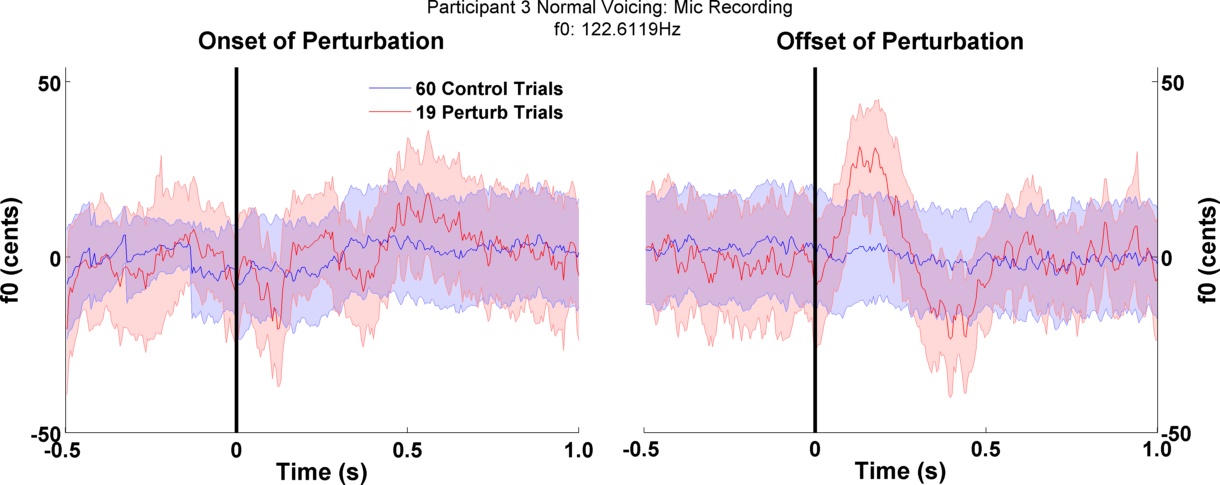 Participant 3 Normal Voicing: Mic Recording
f0: 122.6119Hz
Onset of Perturbation
Offset of Perturbation
60 Control Trials
19 Perturb Trials
50
0
-50
f0 (cents)
-0.5
0
0.5
1.0
Time (s)
-0.5
0
0.5
1.0
Time (s)
50
0
-50
f0 (cents)